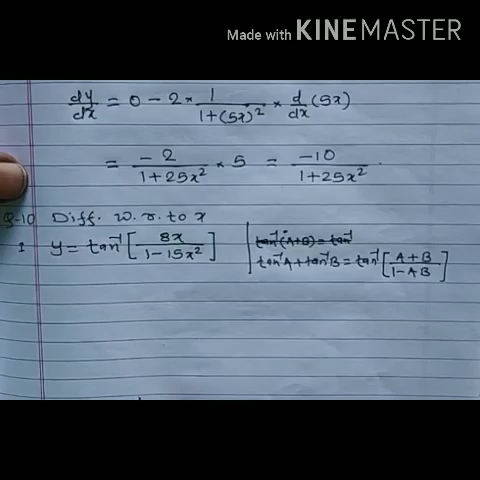 Made with KINEMASTER
dy/dx = 0 - 2 × 1/(1+(5x)²) × d/dx (5x)
= -2/(1+25x²) × 5 = -10/(1+25x²).
Q-10 Diff. w.r.to x
1 y = tan⁻¹[8x/(1-15x²)]
tan⁻¹(A+B) = tan⁻¹
tan⁻¹A + tan⁻¹B = tan⁻¹[(A+B)/(1-AB)]